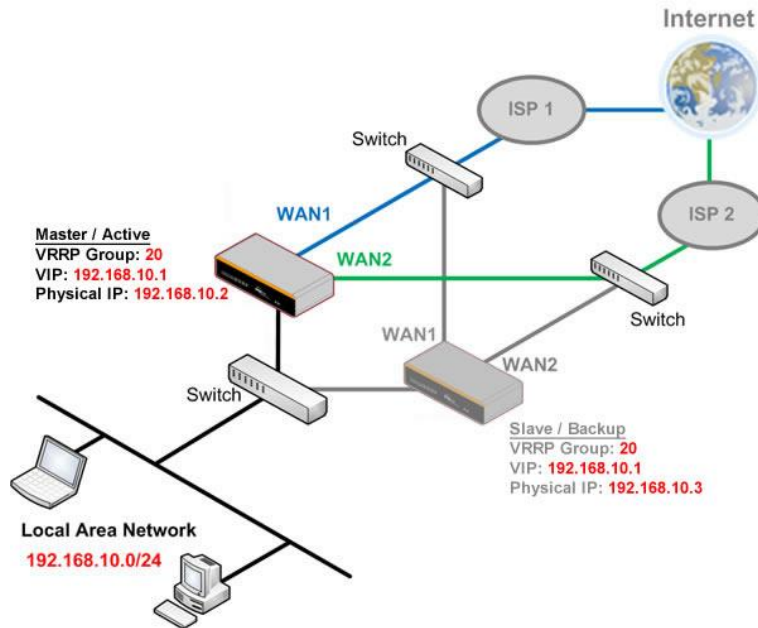 Internet
ISP 1
Switch
WAN1
ISP 2
Master / Active
VRRP Group: 20
VIP: 192.168.10.1
Physical IP: 192.168.10.2
WAN2
Switch
WAN1
WAN2
Switch
Slave / Backup
VRRP Group: 20
VIP: 192.168.10.1
Physical IP: 192.168.10.3
Local Area Network
192.168.10.0/24